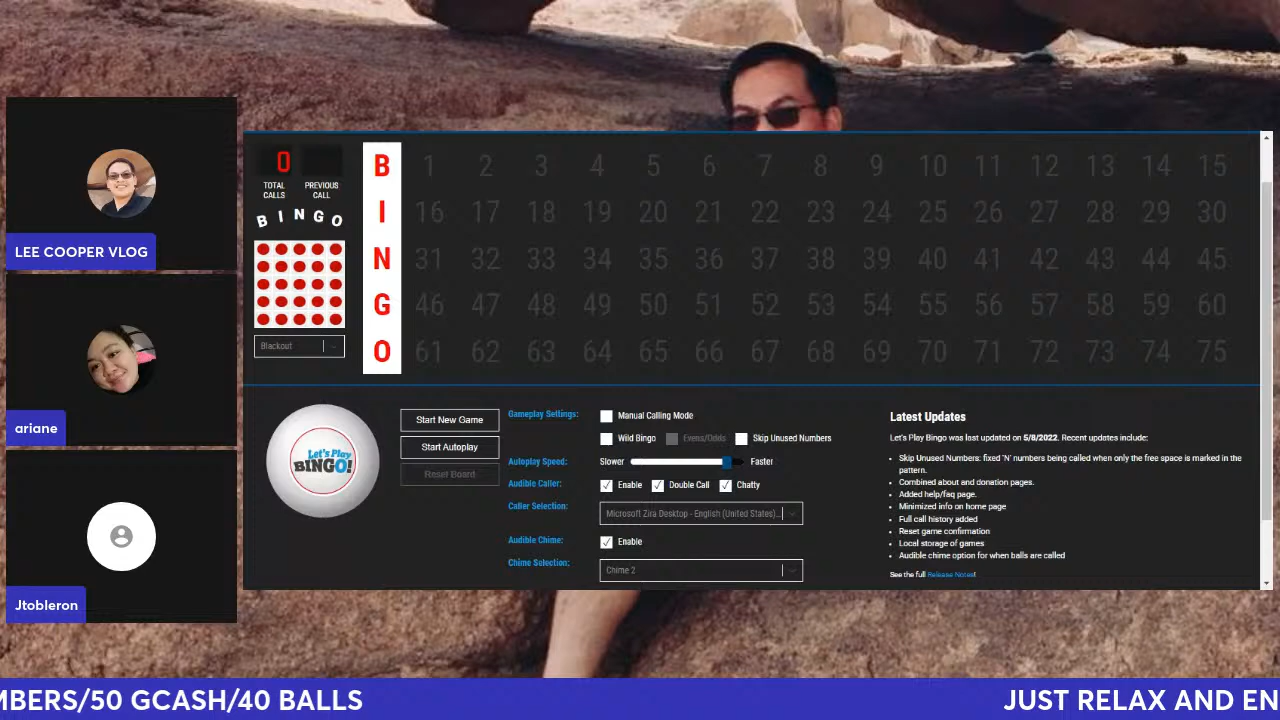 LEE COOPER VLOG
ariane
Jtobleron
0
TOTAL CALLS
PREVIOUS CALL
B I N G O
Blackout
B 1 2 3 4 5 6 7 8 9 10 11 12 13 14 15
I 16 17 18 19 20 21 22 23 24 25 26 27 28 29 30
N 31 32 33 34 35 36 37 38 39 40 41 42 43 44 45
G 46 47 48 49 50 51 52 53 54 55 56 57 58 59 60
O 61 62 63 64 65 66 67 68 69 70 71 72 73 74 75
Let's Play
BINGO!
Start New Game
Start Autoplay
Reset Board
Gameplay Settings:
Manual Calling Mode
Wild Bingo Evens/Odds Skip Unused Numbers
Autoplay Speed: Slower Faster
Audible Caller: Enable Double Call Chatty
Caller Selection: Microsoft Zira Desktop - English (United States)...
Audible Chime: Enable
Chime Selection: Chime 2
Latest Updates
Let's Play Bingo was last updated on 5/8/2022. Recent updates include:
Skip Unused Numbers: fixed 'N' numbers being called when only the free space is marked in the
pattern.
Combined about and donation pages.
Added help/faq page.
Minimized info on home page
Full call history added
Reset game confirmation
Local storage of games
Audible chime option for when balls are called
See the full Release Notes!
MBERS/50 GCASH/40 BALLS
JUST RELAX AND EN